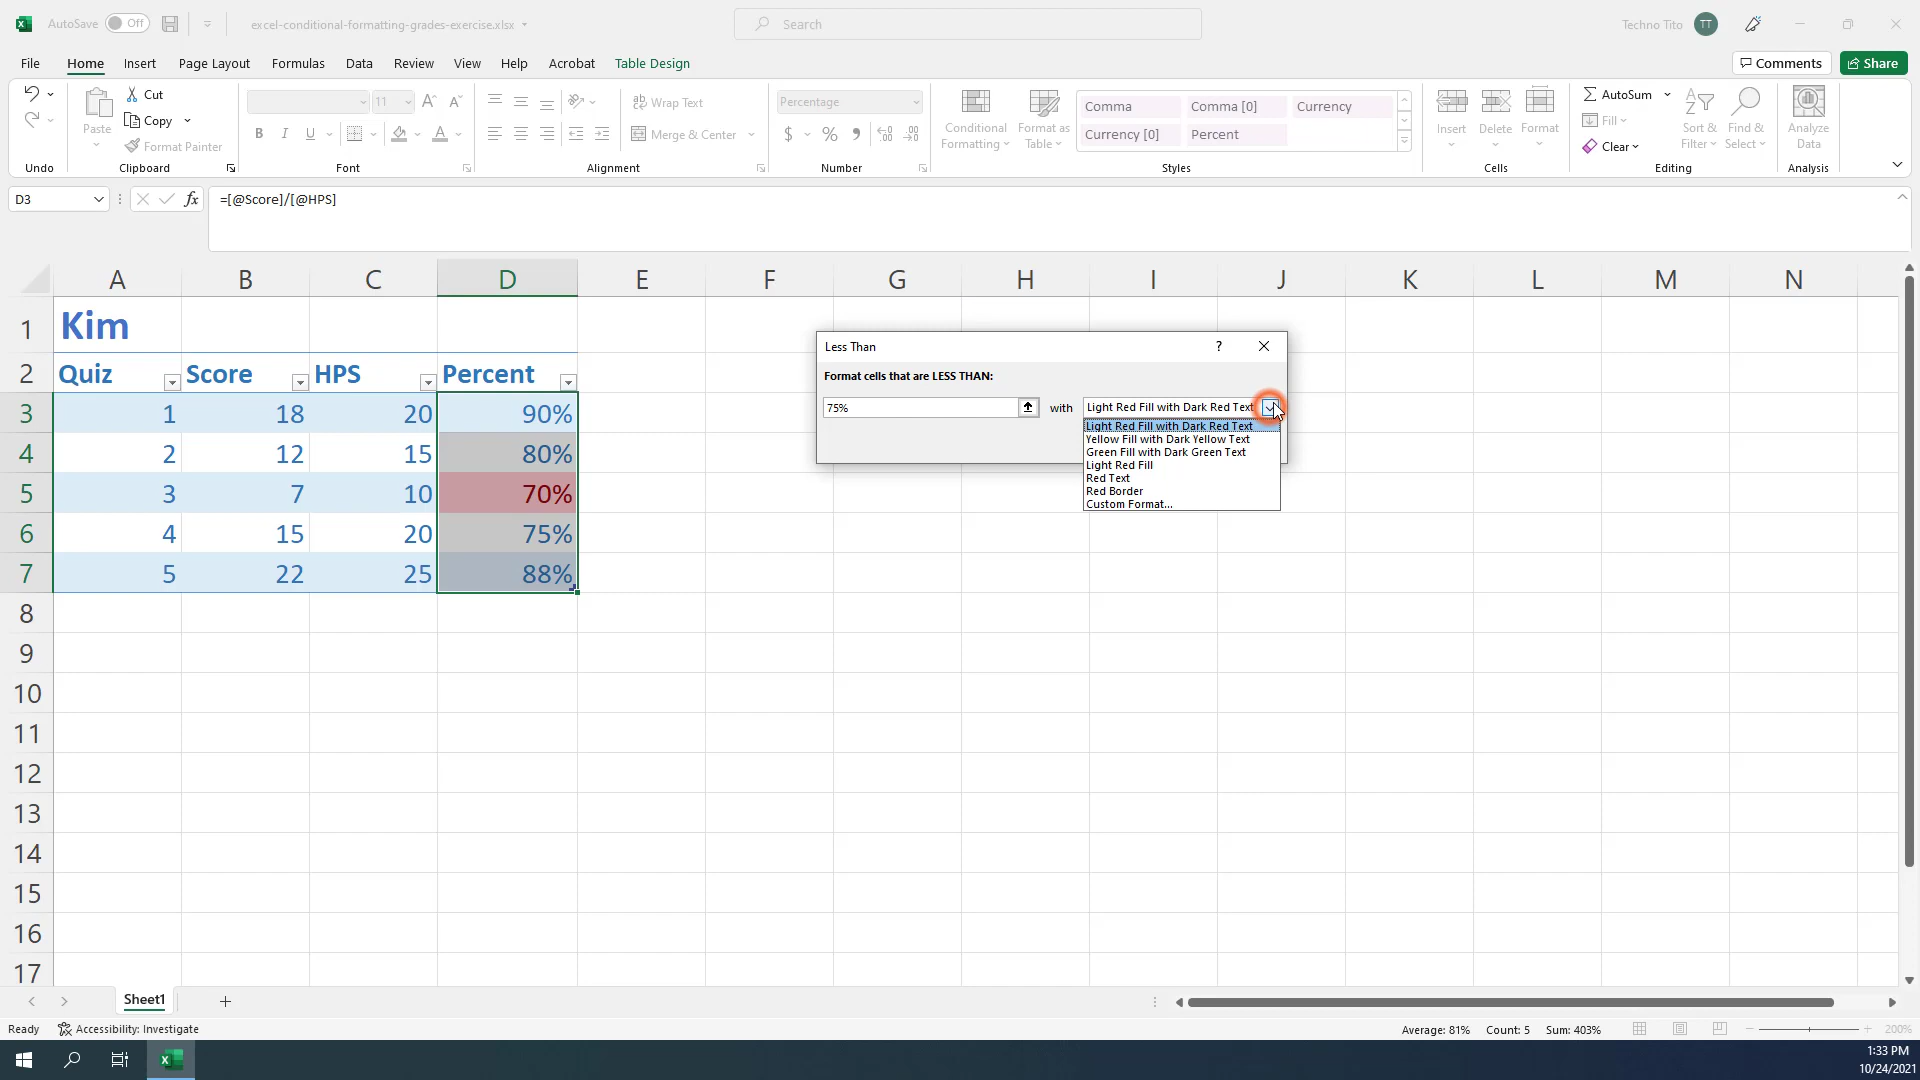 AutoSave Off excel-conditional-formatting-grades-exercise.xlsx Search Techno Tito TT
File Home Insert Page Layout Formulas Data Review View Help Acrobat Table Design Comments Share
Cut
Copy
Format Painter
Paste
11
B I U
Wrap Text
Merge & Center
Percentage
$ % 9
Conditional Formatting
Format as Table
Comma Comma [0] Currency
Currency [0] Percent
Insert Delete Format
AutoSum
Fill
Clear
Sort & Filter
Find & Select
Analyze Data
Undo Clipboard Font Alignment Number Styles Cells Editing Analysis
D3 fx =[@Score]/[@HPS]
A B C D E F G H I J K L M N
1 Kim
2 Quiz Score HPS Percent
3 1 18 20 90%
4 2 12 15 80%
5 3 7 10 70%
6 4 15 20 75%
7 5 22 25 88%
8
9
10
11
12
13
14
15
16
17
Less Than ?
Format cells that are LESS THAN:
75% with Light Red Fill with Dark Red Text
Light Red Fill with Dark Red Text
Yellow Fill with Dark Yellow Text
Green Fill with Dark Green Text
Light Red Fill
Red Text
Red Border
Custom Format...
Sheet1
Ready Accessibility: Investigate Average: 81% Count: 5 Sum: 403% 200%
1:33 PM
10/24/2021